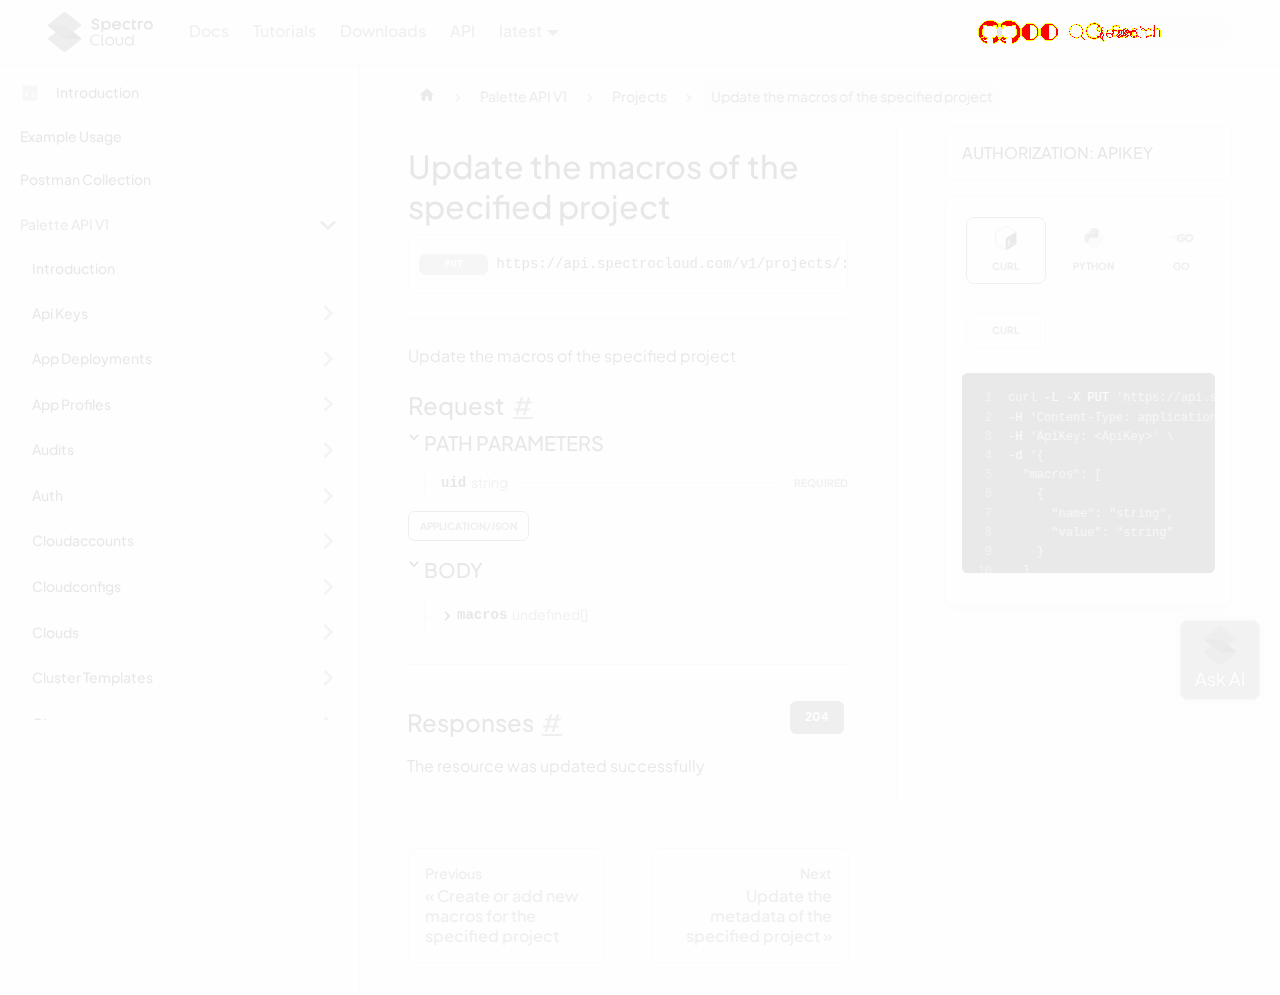 Spectro Cloud
Docs Tutorials Downloads API latest
Introduction
Example Usage
Postman Collection
Palette API V1
Introduction
Api Keys
App Deployments
App Profiles
Audits
Auth
Cloudaccounts
Cloudconfigs
Clouds
Cluster Templates
Palette API V1 Projects Update the macros of the specified project
Update the macros of the
specified project
PUT https://api.spectrocloud.com/v1/projects/:
Update the macros of the specified project
Request #
PATH PARAMETERS
uid string REQUIRED
APPLICATION/JSON
BODY
macros undefined[]
Responses #
204
The resource was updated successfully
Previous
« Create or add new
macros for the
specified project
Next
Update the
metadata of the
specified project »
AUTHORIZATION: APIKEY
CURL PYTHON GO
CURL
1 curl -L -X PUT 'https://api.s
2 -H 'Content-Type: application
3 -H 'ApiKey: <ApiKey>' \
4 -d '{
5 "macros": [
6 {
7 "name": "string",
8 "value": "string"
9 }
10 ]
Ask AI